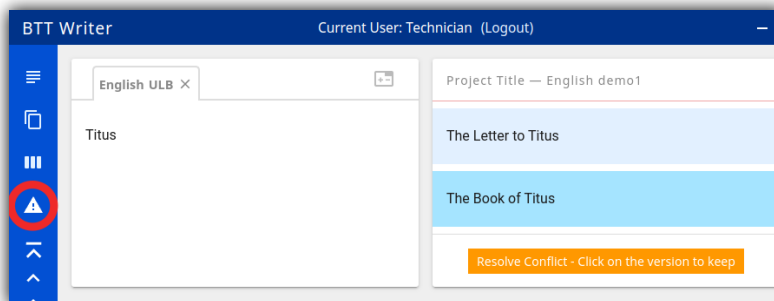 BTT Writer
Current User: Technician (Logout)
English ULB
Titus
Project Title — English demo1
The Letter to Titus
The Book of Titus
Resolve Conflict - Click on the version to keep